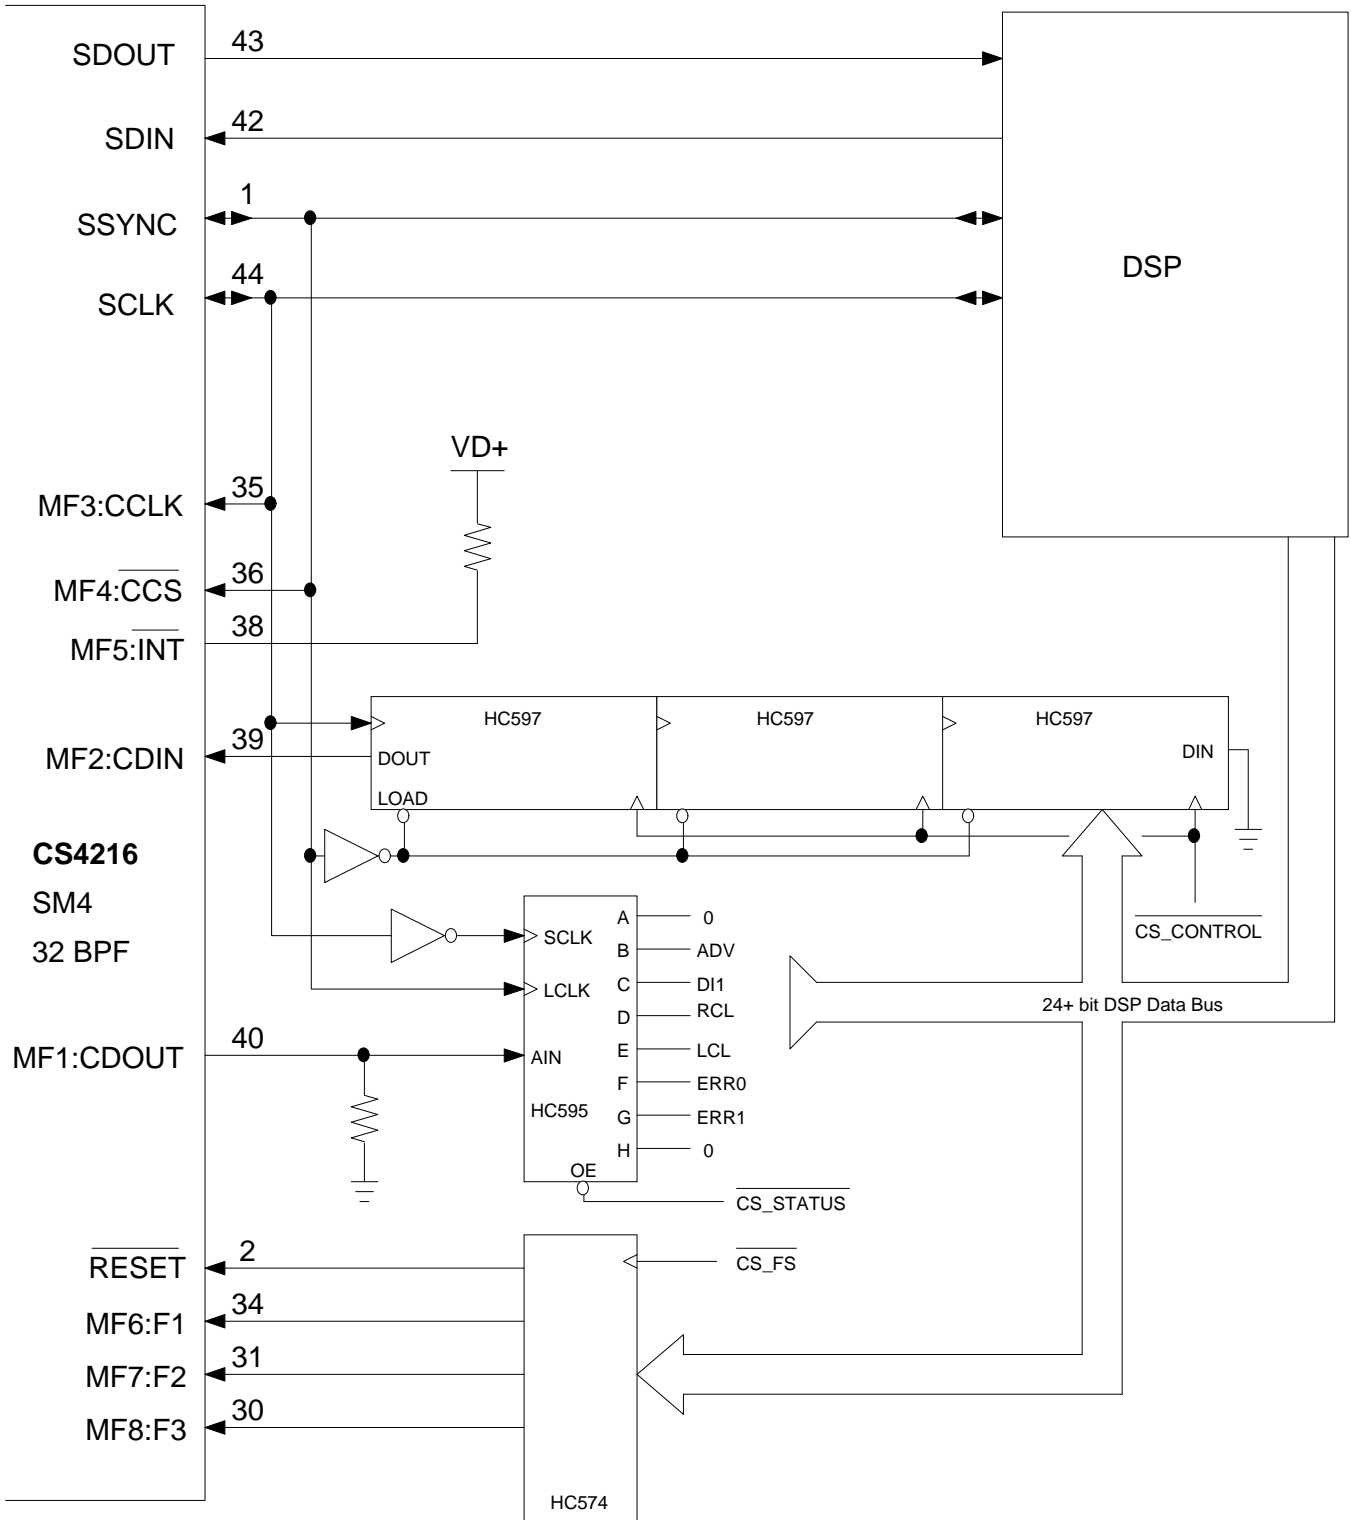 SDOUT 43
SDIN 42
SSYNC 1
SCLK 44
DSP
VD+
MF3:CCLK 35
MF4:CCS 36
MF5:INT 38
HC597 HC597 HC597
MF2:CDIN 39
DOUT
DIN
LOAD
CS4216
SM4
32 BPF
CS_CONTROL
SCLK
LCLK
AIN
HC595
OE
A 0
B ADV
C DI1
D RCL
E LCL
F ERR0
G ERR1
H 0
24+ bit DSP Data Bus
MF1:CDOUT 40
CS_STATUS
RESET 2
CS_FS
MF6:F1 34
MF7:F2 31
MF8:F3 30
HC574